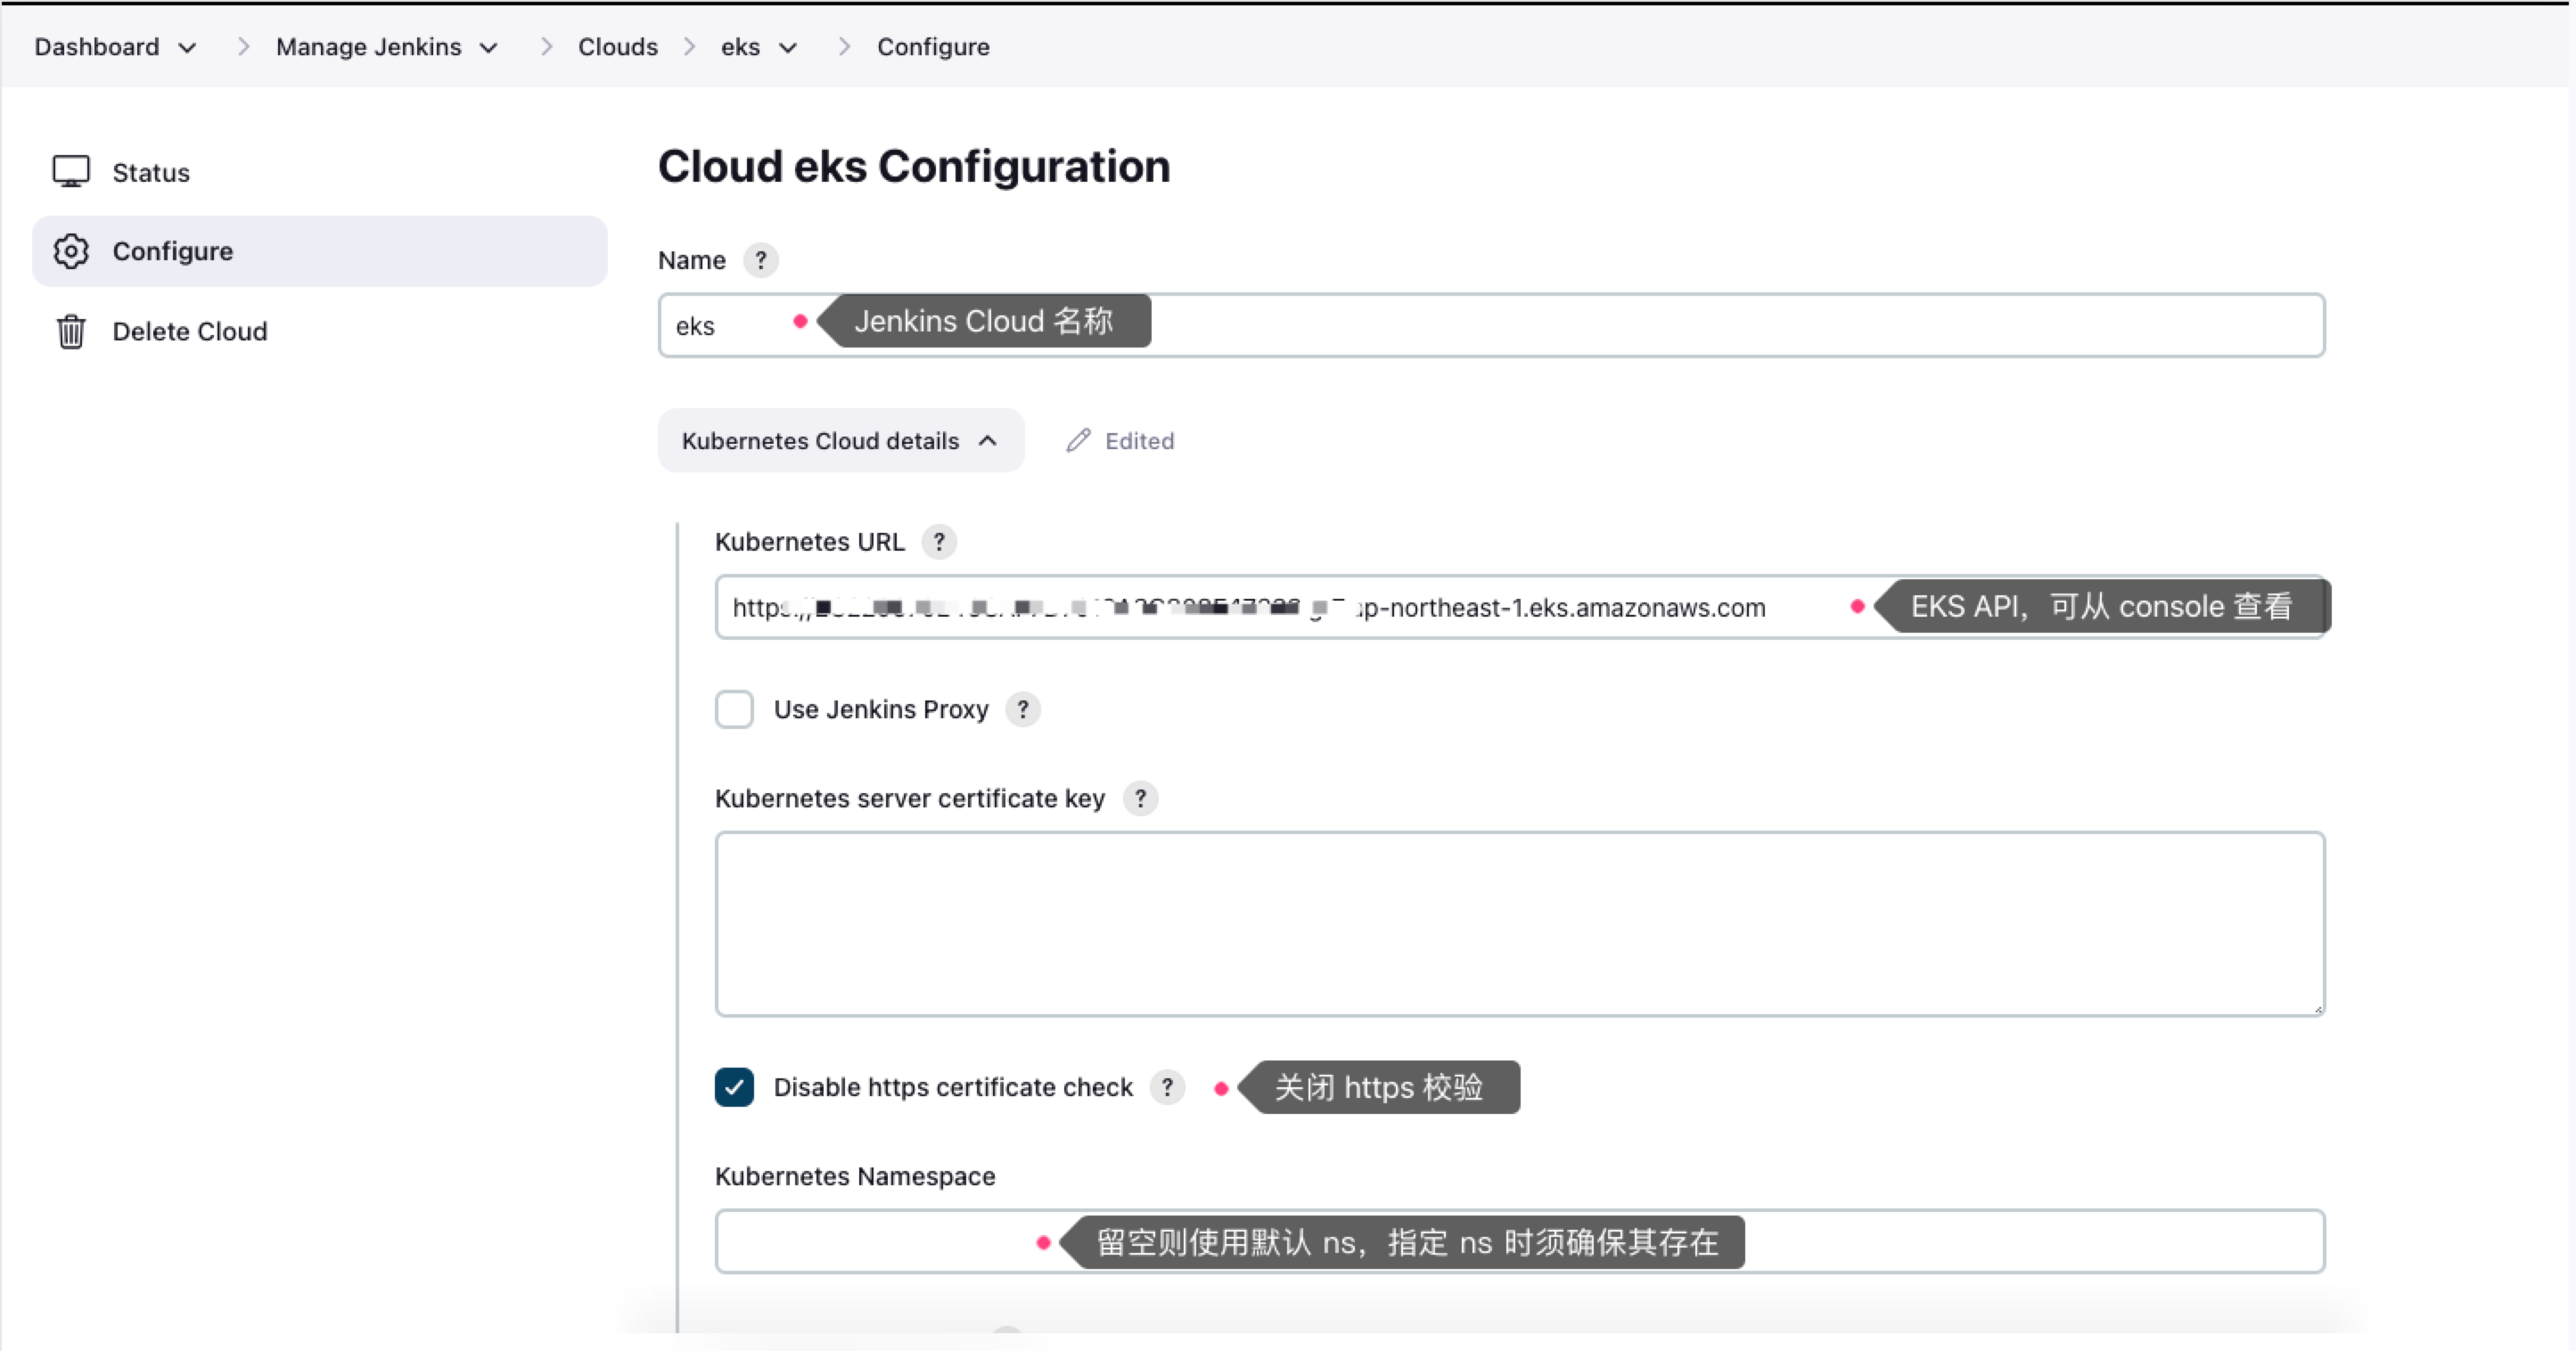 Dashboard > Manage Jenkins > Clouds > eks > Configure
Status
Configure
Delete Cloud
Cloud eks Configuration
Name ?
eks
Jenkins Cloud 名称
Kubernetes Cloud details
Edited
Kubernetes URL ?
ap-northeast-1.eks.amazonaws.com
EKS API，可从 console 查看
Use Jenkins Proxy ?
Kubernetes server certificate key ?
Disable https certificate check ?
关闭 https 校验
Kubernetes Namespace
留空则使用默认 ns，指定 ns 时须确保其存在